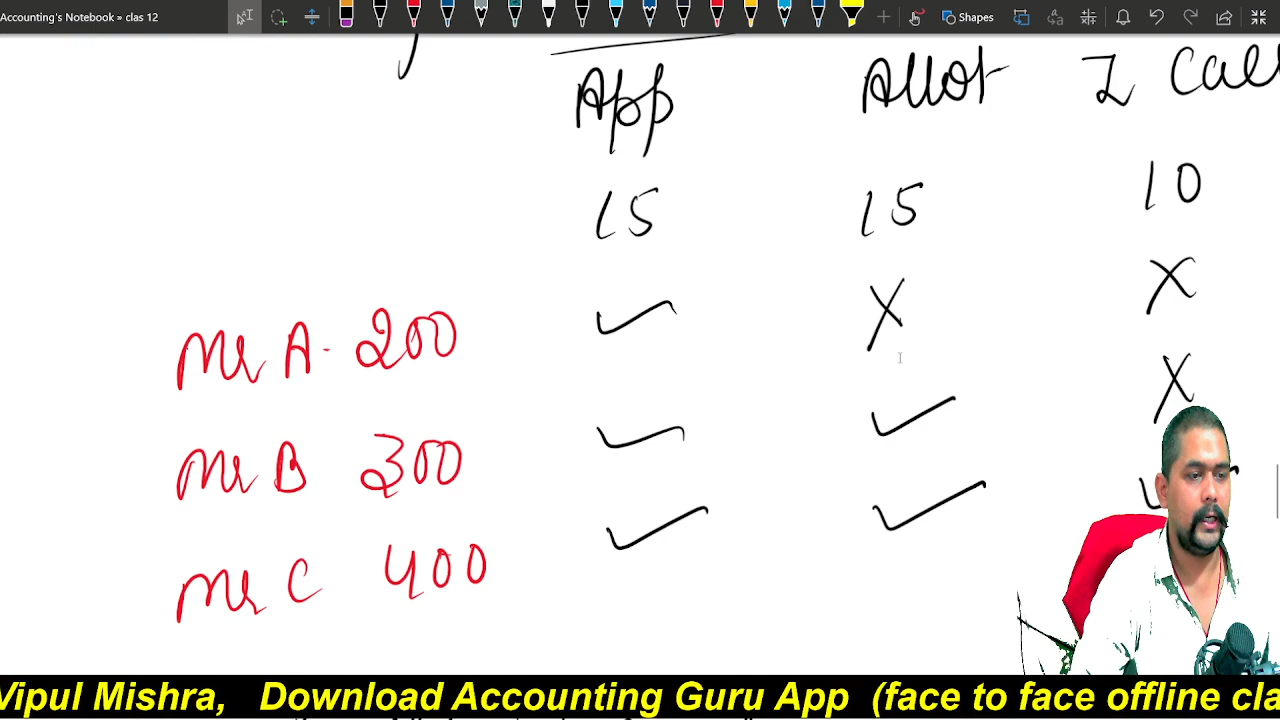 Accounting's Notebook » clas 12
Shapes
App Allot I Call
15 15 10
Mr A. 200 ✓ X X
Mr B 300 ✓ ✓ X
Mr C 400 ✓ ✓ ✓
Vipul Mishra, Download Accounting Guru App (face to face offline cla